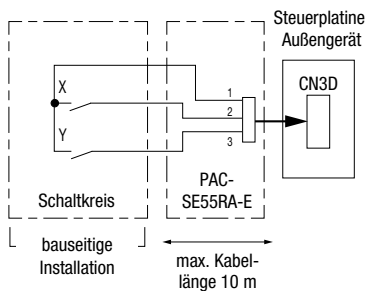 Steuerplatine
Außengerät
CN3D
X
Y
1
2
3
Schaltkreis
PAC-
SE55RA-E
bauseitige
Installation
max. Kabel-
länge 10 m